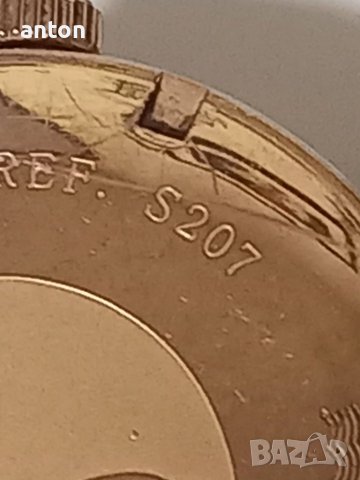 ... anton
REF. S207
BAZAR